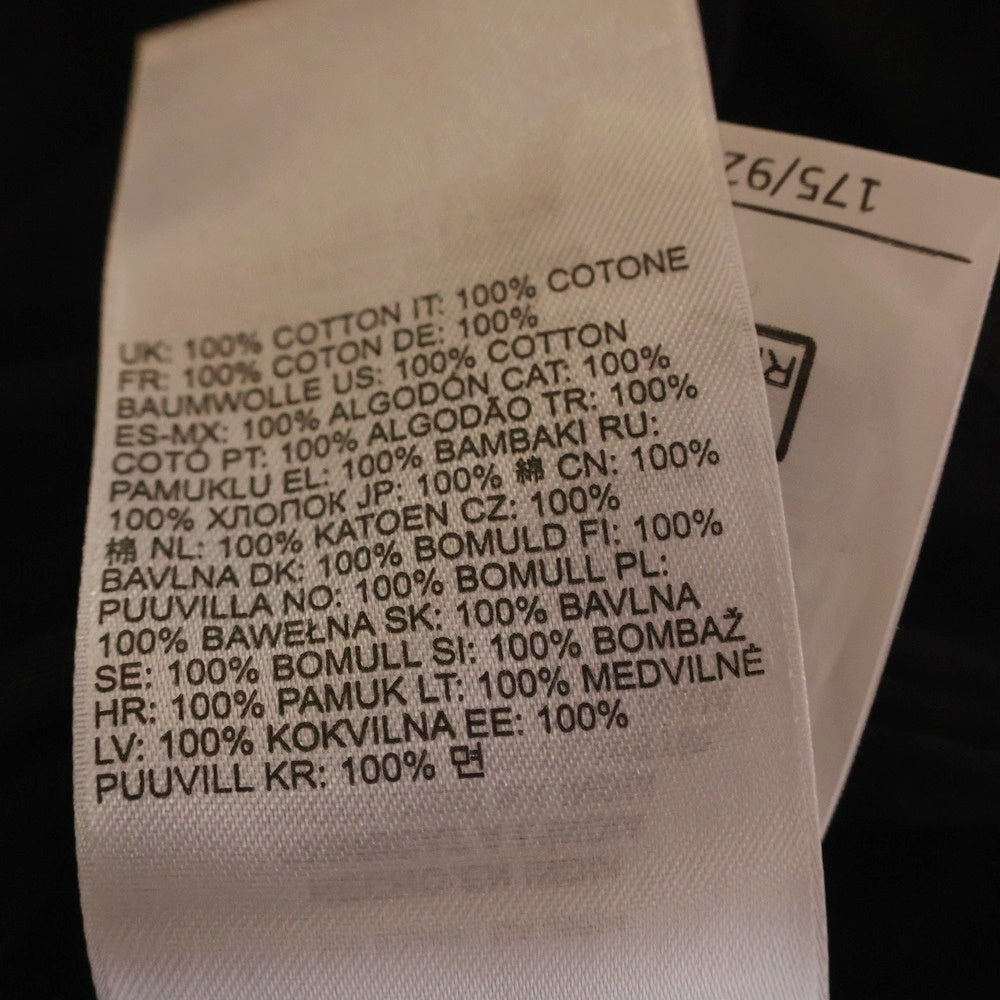 UK: 100% COTTON IT: 100% COTONE
FR: 100% COTON DE: 100%
BAUMWOLLE US: 100% COTTON
ES-MX: 100% ALGODÓN CAT: 100%
COTÓ PT: 100% ALGODÃO TR: 100%
PAMUKLU EL: 100% BAMBAKI RU:
100% ХЛОПОК JP: 100% 綿 CN: 100%
棉 NL: 100% KATOEN CZ: 100%
BAVLNA DK: 100% BOMULD FI: 100%
PUUVILLA NO: 100% BOMULL PL:
100% BAWEŁNA SK: 100% BAVLNA
SE: 100% BOMULL SI: 100% BOMBAŽ
HR: 100% PAMUK LT: 100% MEDVILNĖ
LV: 100% KOKVILNA EE: 100%
PUUVILL KR: 100% 면
175/92